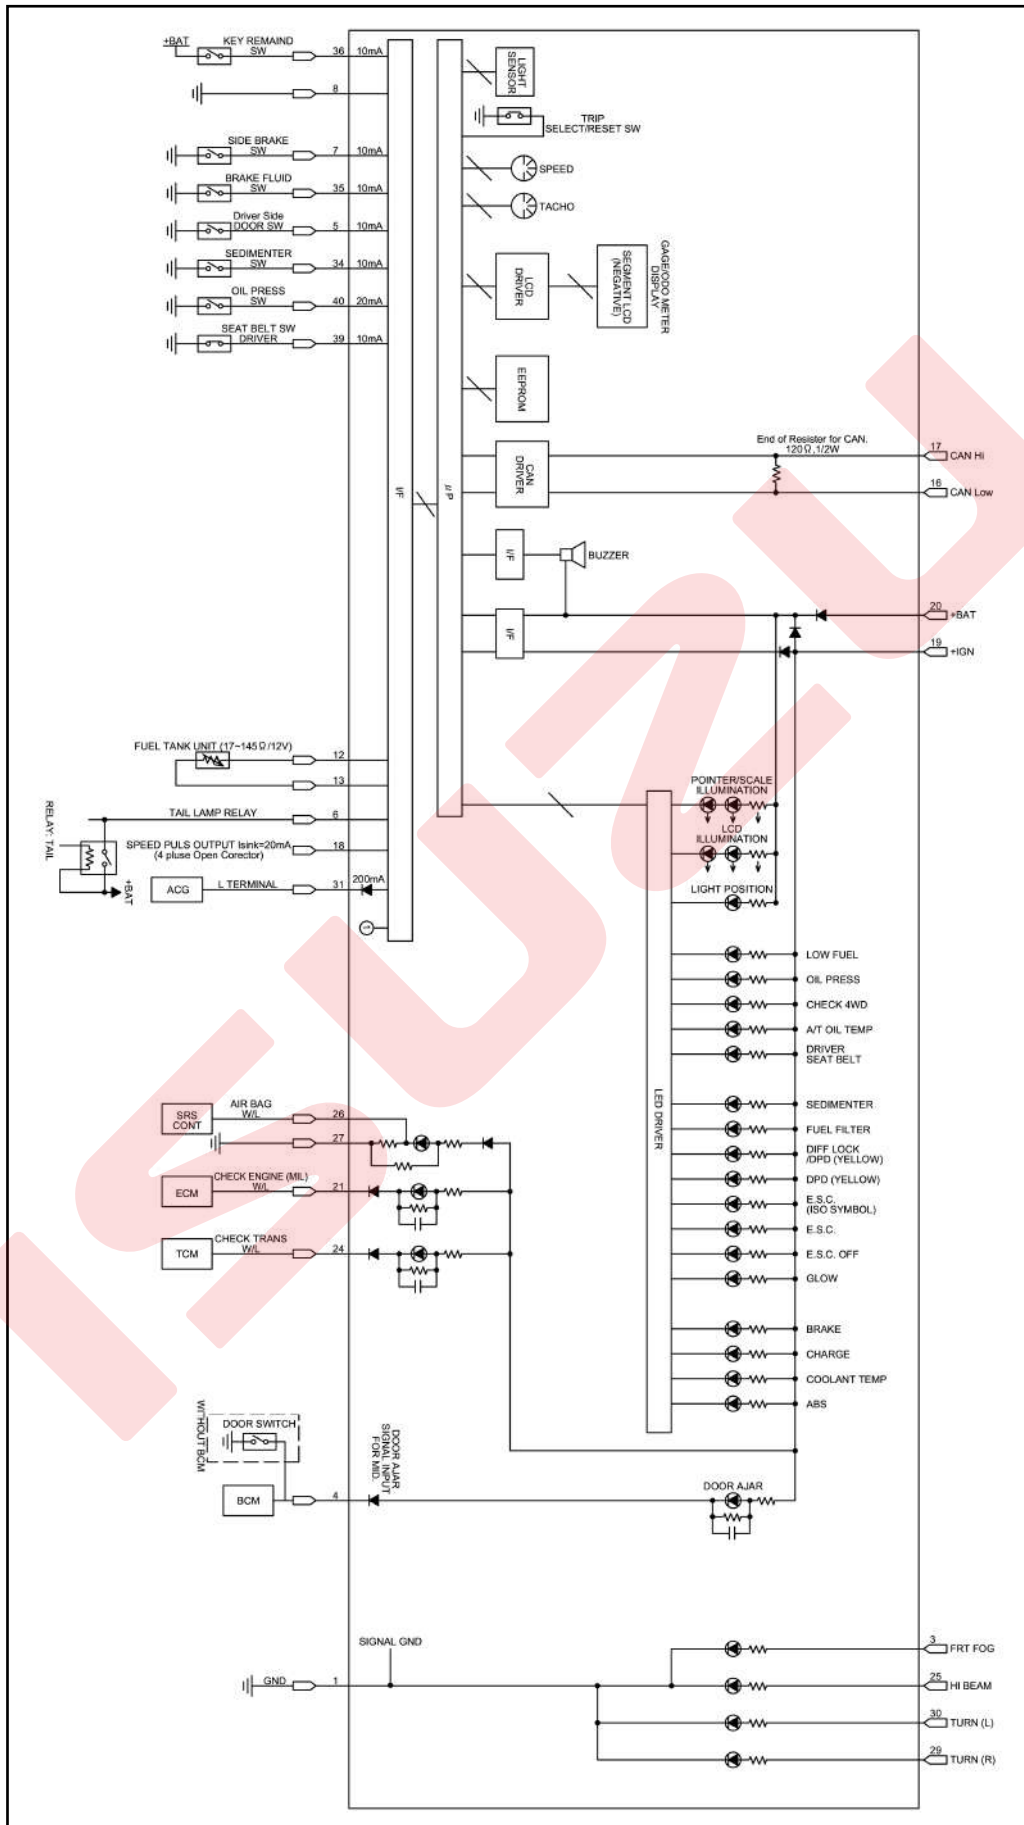 +BAT
KEY REMAIND
SW
36
10mA
8
SIDE BRAKE
SW
7
10mA
BRAKE FLUID
SW
35
10mA
Driver Side
DOOR SW
5
10mA
SEDIMENTER
SW
34
10mA
OIL PRESS
SW
40
20mA
SEAT BELT SW
DRIVER
39
10mA
I/F
μP
LIGHT
SENSOR
TRIP
SELECT/RESET SW
SPEED
TACHO
LCD
DRIVER
SEGMENT LCD
(NEGATIVE)
GAGE/ODO METER
DISPLAY
EEPROM
CAN
DRIVER
End of Resister for CAN.
120Ω,1/2W
17
CAN Hi
16
CAN Low
I/F
BUZZER
I/F
20
+BAT
19
+IGN
FUEL TANK UNIT (17~145Ω/12V)
12
13
TAIL LAMP RELAY
6
RELAY: TAIL
+BAT
SPEED PULS OUTPUT Isink=20mA
(4 pluse Open Corector)
18
ACG
L TERMINAL
31
200mA
1
POINTER/SCALE
ILLUMINATION
LCD
ILLUMINATION
LIGHT POSITION
LED DRIVER
LOW FUEL
OIL PRESS
CHECK 4WD
A/T OIL TEMP
DRIVER
SEAT BELT
SEDIMENTER
FUEL FILTER
DIFF LOCK
/DPD (YELLOW)
DPD (YELLOW)
E.S.C.
(ISO SYMBOL)
E.S.C.
E.S.C. OFF
GLOW
BRAKE
CHARGE
COOLANT TEMP
ABS
SRS
CONT
AIR BAG
W/L
26
27
ECM
CHECK ENGINE (MIL)
W/L
21
TCM
CHECK TRANS
W/L
24
WITHOUT BCM
DOOR SWITCH
BCM
4
DOOR AJAR
SIGNAL INPUT
FOR MID.
DOOR AJAR
SIGNAL GND
GND
1
3
FRT FOG
25
HI BEAM
30
TURN (L)
29
TURN (R)
ISUZU